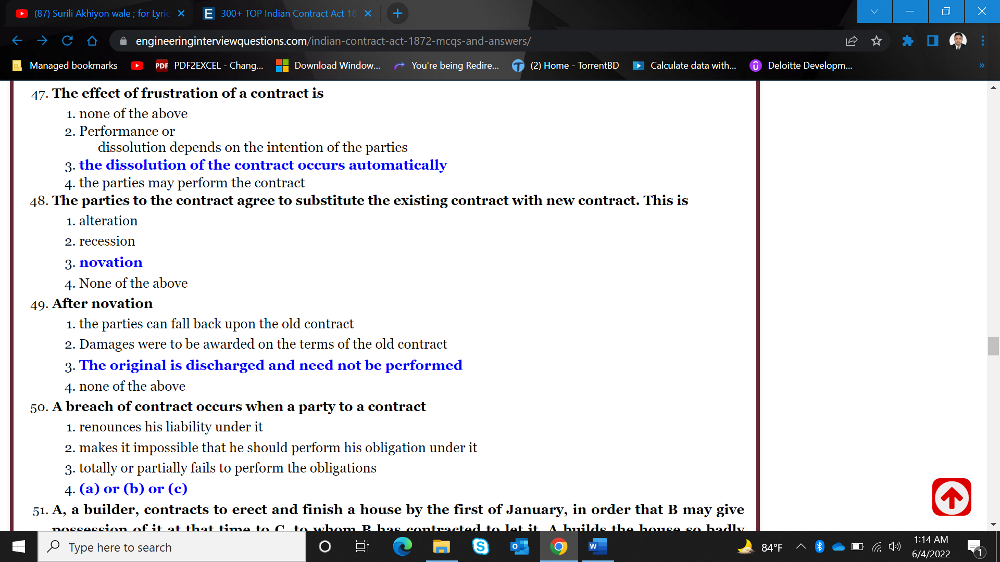 (87) Surili Akhiyon wale ; for Lyric
E 300+ TOP Indian Contract Act 18
engineeringinterviewquestions.com/indian-contract-act-1872-mcqs-and-answers/
Managed bookmarks PDF PDF2EXCEL - Chang... Download Window... You're being Redire... (2) Home - TorrentBD Calculate data with... Deloitte Developm... »
47. The effect of frustration of a contract is
1. none of the above
2. Performance or
dissolution depends on the intention of the parties
3. the dissolution of the contract occurs automatically
4. the parties may perform the contract
48. The parties to the contract agree to substitute the existing contract with new contract. This is
1. alteration
2. recession
3. novation
4. None of the above
49. After novation
1. the parties can fall back upon the old contract
2. Damages were to be awarded on the terms of the old contract
3. The original is discharged and need not be performed
4. none of the above
50. A breach of contract occurs when a party to a contract
1. renounces his liability under it
2. makes it impossible that he should perform his obligation under it
3. totally or partially fails to perform the obligations
4. (a) or (b) or (c)
51. A, a builder, contracts to erect and finish a house by the first of January, in order that B may give
possession of it at that time to C, to whom B has contracted to let it. A builds the house so badly
Type here to search
84°F
1:14 AM
6/4/2022
1